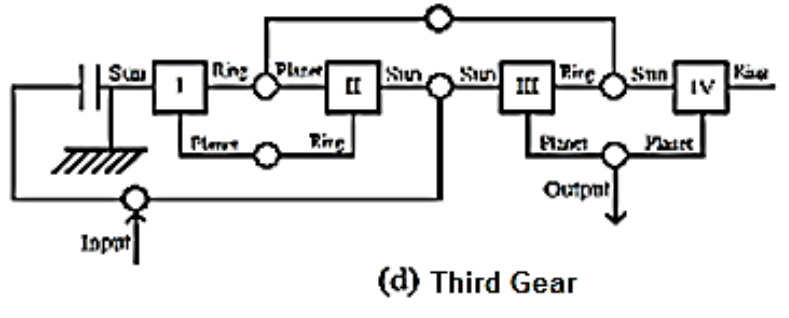 Sun I Ring Planet II Sun Sun III Ring Sun IV Ring
Planet Ring Planet Planet
Output
Input
(d) Third Gear